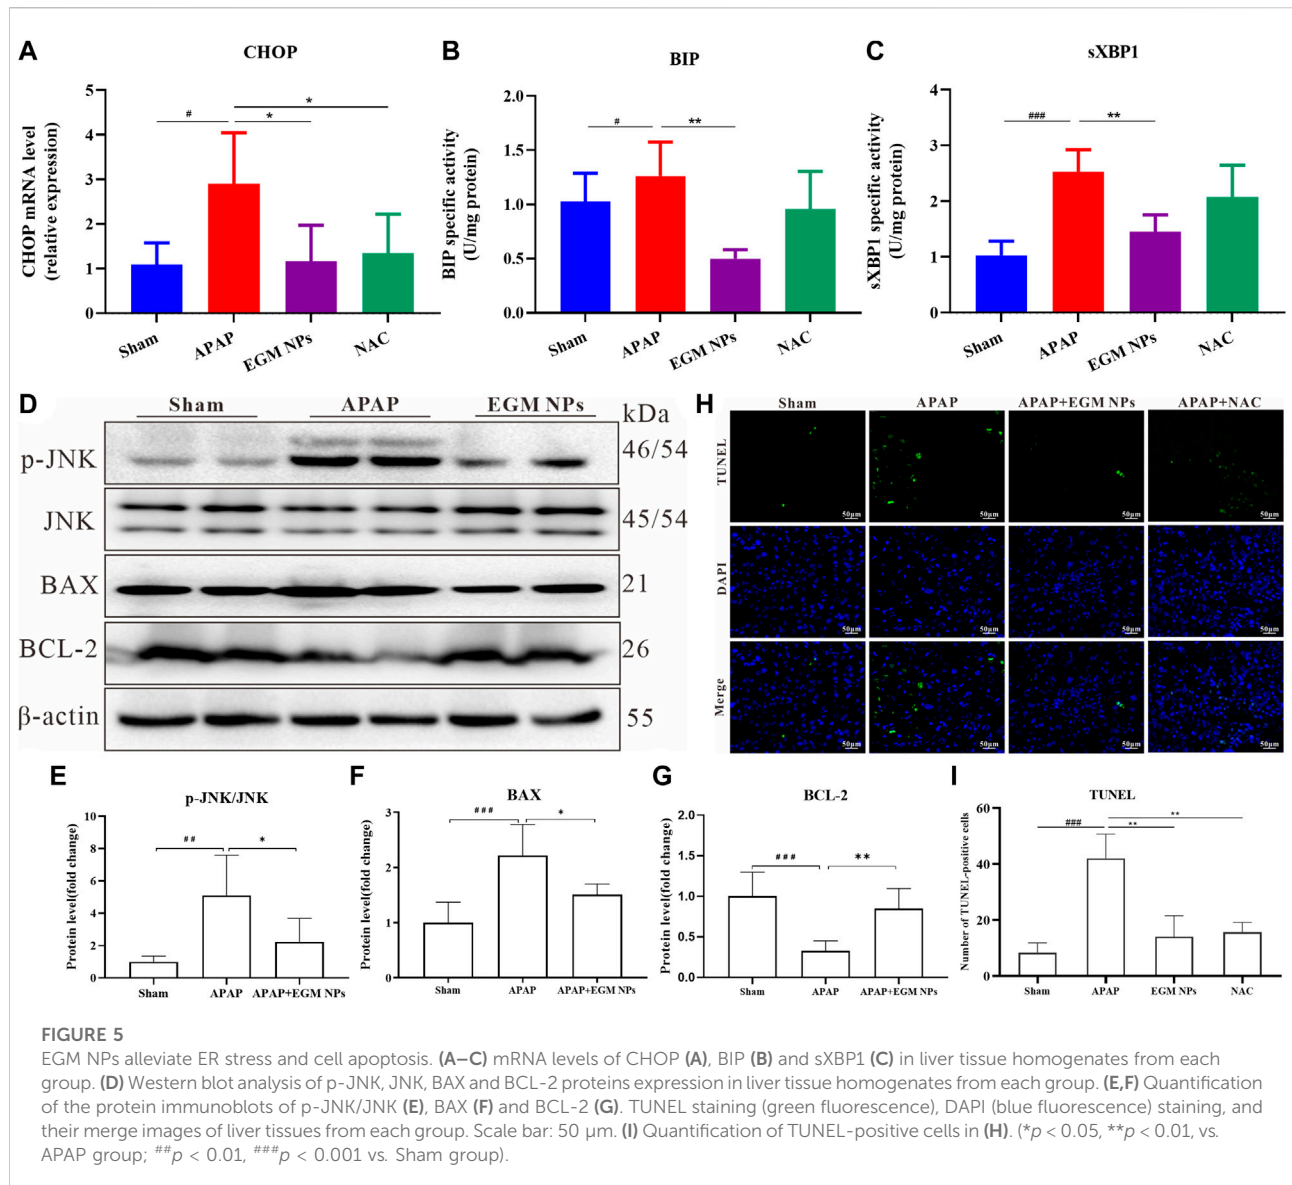 A
CHOP
CHOP mRNA level
(relative expression)
5
4
3
2
1
0
#
*
*
Sham
APAP
EGM NPs
NAC
B
BIP
BIP specific activity
(U/mg protein)
2.0
1.5
1.0
0.5
0.0
#
**
Sham
APAP
EGM NPs
NAC
C
sXBP1
sXBP1 specific activity
(U/mg protein)
4
3
2
1
0
###
**
Sham
APAP
EGM NPs
NAC
D
Sham APAP EGM NPs kDa
p-JNK 46/54
JNK 45/54
BAX 21
BCL-2 26
β-actin 55
H
Sham APAP APAP+EGM NPs APAP+NAC
TUNEL
50μm 50μm 50μm 50μm
DAPI
50μm 50μm 50μm 50μm
Merge
50μm 50μm 50μm 50μm
E
p-JNK/JNK
Protein level(fold change)
10
8
6
4
2
0
##
*
Sham APAP APAP+EGM NPs
F
BAX
Protein level(fold change)
3
2
1
0
###
*
Sham APAP APAP+EGM NPs
G
BCL-2
Protein level(fold change)
2.0
1.5
1.0
0.5
0.0
###
**
Sham APAP APAP+EGM NPs
I
TUNEL
Number of TUNEL-positive cells
60
40
20
0
###
**
**
Sham APAP EGM NPs NAC
FIGURE 5
EGM NPs alleviate ER stress and cell apoptosis. (A–C) mRNA levels of CHOP (A), BIP (B) and sXBP1 (C) in liver tissue homogenates from each
group. (D) Western blot analysis of p-JNK, JNK, BAX and BCL-2 proteins expression in liver tissue homogenates from each group. (E,F) Quantification
of the protein immunoblots of p-JNK/JNK (E), BAX (F) and BCL-2 (G). TUNEL staining (green fluorescence), DAPI (blue fluorescence) staining, and
their merge images of liver tissues from each group. Scale bar: 50 μm. (I) Quantification of TUNEL-positive cells in (H). (*p < 0.05, **p < 0.01, vs.
APAP group; ##p < 0.01, ###p < 0.001 vs. Sham group).